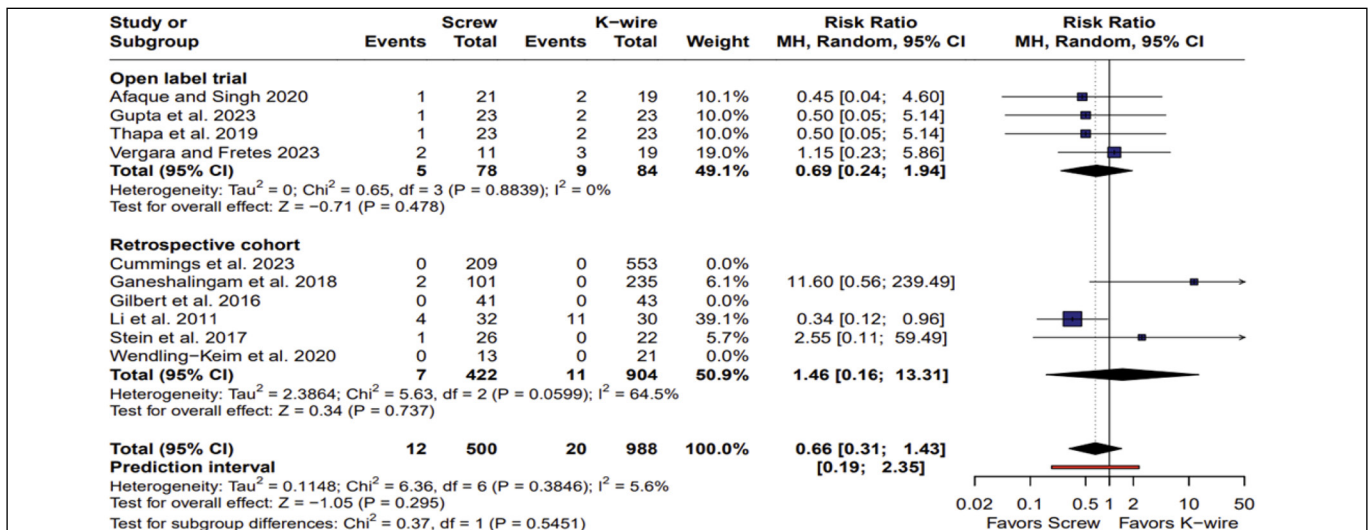 Study or Screw K−wire Risk Ratio Risk Ratio
Subgroup Events Total Events Total Weight MH, Random, 95% CI MH, Random, 95% CI
Open label trial
Afaque and Singh 2020 1 21 2 19 10.1% 0.45 [0.04; 4.60]
Gupta et al. 2023 1 23 2 23 10.0% 0.50 [0.05; 5.14]
Thapa et al. 2019 1 23 2 23 10.0% 0.50 [0.05; 5.14]
Vergara and Fretes 2023 2 11 3 19 19.0% 1.15 [0.23; 5.86]
Total (95% CI) 5 78 9 84 49.1% 0.69 [0.24; 1.94]
Heterogeneity: Tau² = 0; Chi² = 0.65, df = 3 (P = 0.8839); I² = 0%
Test for overall effect: Z = −0.71 (P = 0.478)
Retrospective cohort
Cummings et al. 2023 0 209 0 553 0.0%
Ganeshalingam et al. 2018 2 101 0 235 6.1% 11.60 [0.56; 239.49]
Gilbert et al. 2016 0 41 0 43 0.0%
Li et al. 2011 4 32 11 30 39.1% 0.34 [0.12; 0.96]
Stein et al. 2017 1 26 0 22 5.7% 2.55 [0.11; 59.49]
Wendling−Keim et al. 2020 0 13 0 21 0.0%
Total (95% CI) 7 422 11 904 50.9% 1.46 [0.16; 13.31]
Heterogeneity: Tau² = 2.3864; Chi² = 5.63, df = 2 (P = 0.0599); I² = 64.5%
Test for overall effect: Z = 0.34 (P = 0.737)
Total (95% CI) 12 500 20 988 100.0% 0.66 [0.31; 1.43]
Prediction interval [0.19; 2.35]
Heterogeneity: Tau² = 0.1148; Chi² = 6.36, df = 6 (P = 0.3846); I² = 5.6%
Test for overall effect: Z = −1.05 (P = 0.295)
0.02 0.1 0.5 1 2 10 50
Test for subgroup differences: Chi² = 0.37, df = 1 (P = 0.5451)
Favors Screw Favors K−wire